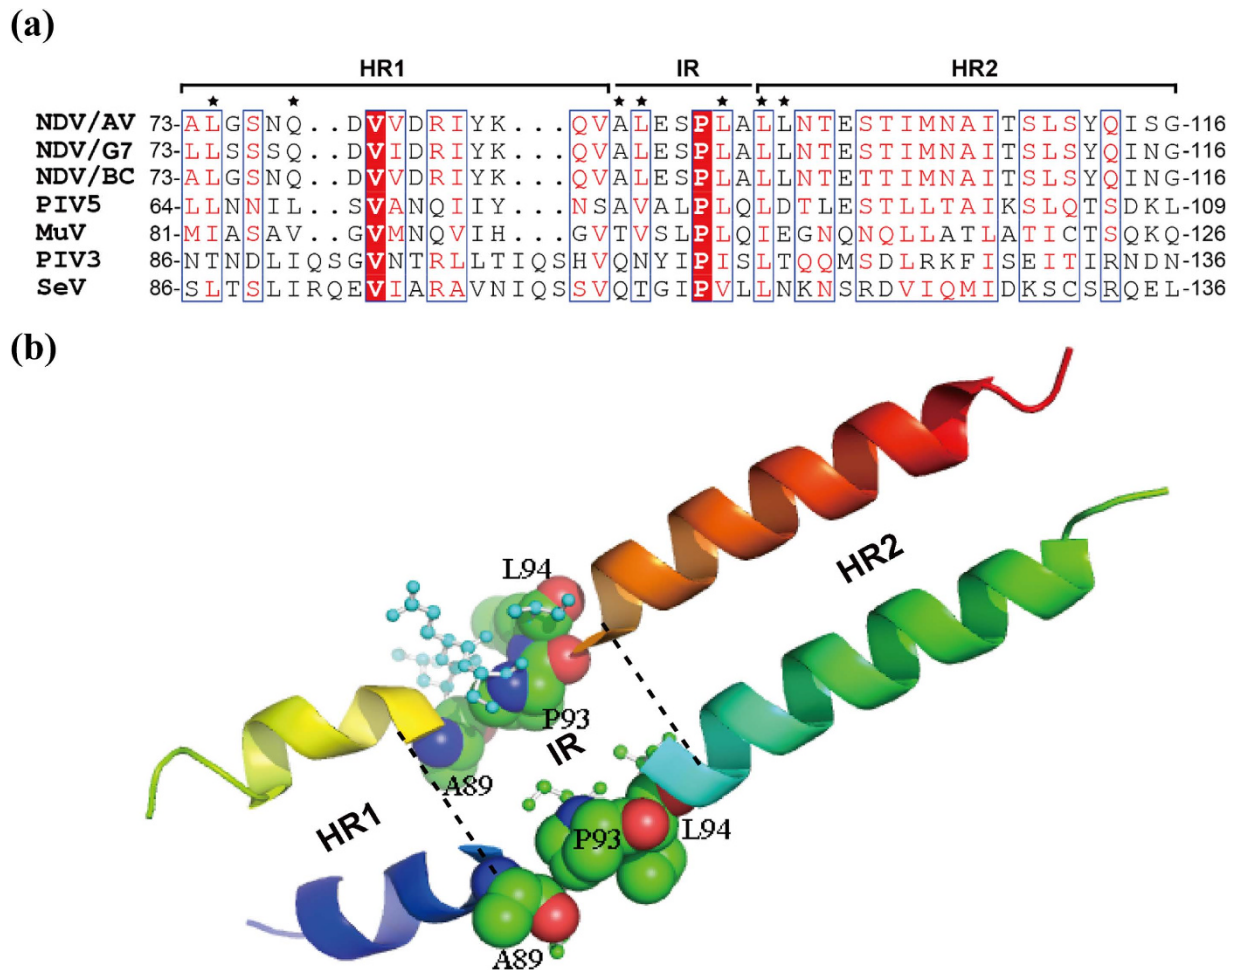 (a)
HR1 IR HR2
★ ★ ★ ★ ★ ★ ★
NDV/AV 73-ALGSNQ..DVVDRIYK...QVALESPLALLNTESTIMNAITSLSYQISG-116
NDV/G7 73-LLSSSQ..DVIDRIYK...QVALESPLALLNTESTIMNAITSLSYQING-116
NDV/BC 73-ALGSNQ..DVVDRIYK...QVALESPLALLNTETTIMNAITSLSYQING-116
PIV5 64-LLNNIL..SVANQIIY...NSAVALPLQLDTLESTLLTAIKSLQTSDKL-109
MuV 81-MIASAV..GVMNQVIH...GVTVSLPLQIEGNQNQLLATLATICTSQKQ-126
PIV3 86-NTNDLIQSGVNTRLLTIQSHVQNYIPISLTQQMSDLRKFISEITIRNDN-136
SeV 86-SLTSLIRQEVIARAVNIQSSVQTGIPVLLNKNSRDVIQMIDKSCSRQEL-136
(b)
L94
HR2
P93
IR
A89
HR1
P93
L94
A89